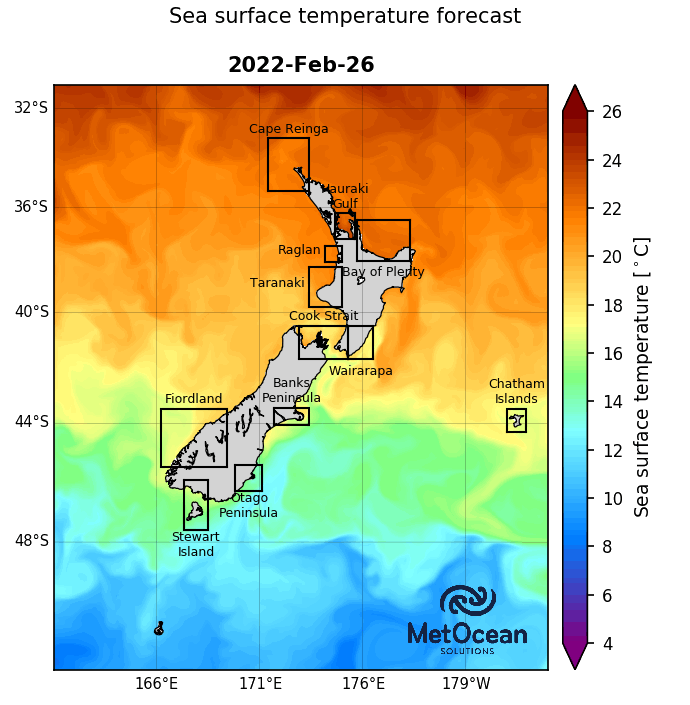 Sea surface temperature forecast
2022-Feb-26
32°S
36°S
40°S
44°S
48°S
Cape Reinga
Hauraki
Gulf
Raglan
Bay of Plenty
Taranaki
Cook Strait
Wairarapa
Banks
Peninsula
Fiordland
Chatham
Islands
Otago
Peninsula
Stewart
Island
MetOcean
SOLUTIONS
166°E
171°E
176°E
179°W
26
24
22
20
18
16
14
12
10
8
6
4
Sea surface temperature [°C]